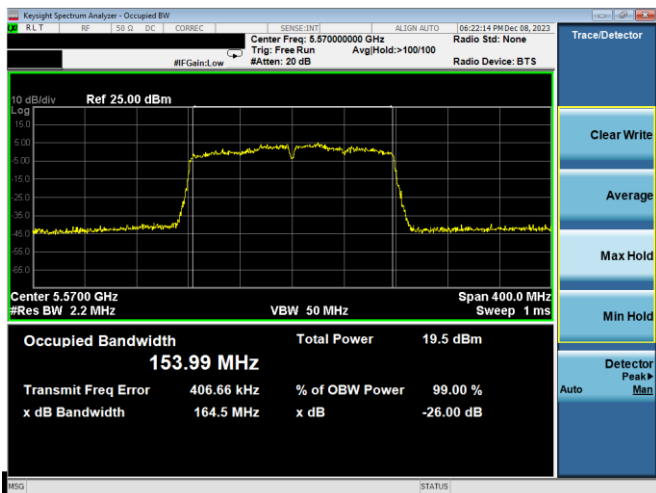 Keysight Spectrum Analyzer - Occupied BW
RLT RF 50 Ω DC CORREC SENSE:INT ALIGN AUTO 06:22:14 PM Dec 08, 2023
Center Freq: 5.570000000 GHz Radio Std: None
Trig: Free Run Avg|Hold:>100/100
#IFGain:Low #Atten: 20 dB Radio Device: BTS
Trace/Detector
10 dB/div Ref 25.00 dBm
Log
15.0
5.00
-5.00
-15.0
-25.0
-35.0
-45.0
-55.0
-65.0
Center 5.5700 GHz Span 400.0 MHz
#Res BW 2.2 MHz VBW 50 MHz Sweep 1 ms
Occupied Bandwidth Total Power 19.5 dBm
153.99 MHz
Transmit Freq Error 406.66 kHz % of OBW Power 99.00 %
x dB Bandwidth 164.5 MHz x dB -26.00 dB
Clear Write
Average
Max Hold
Min Hold
Detector
Peak▶
Auto Man
MSG STATUS